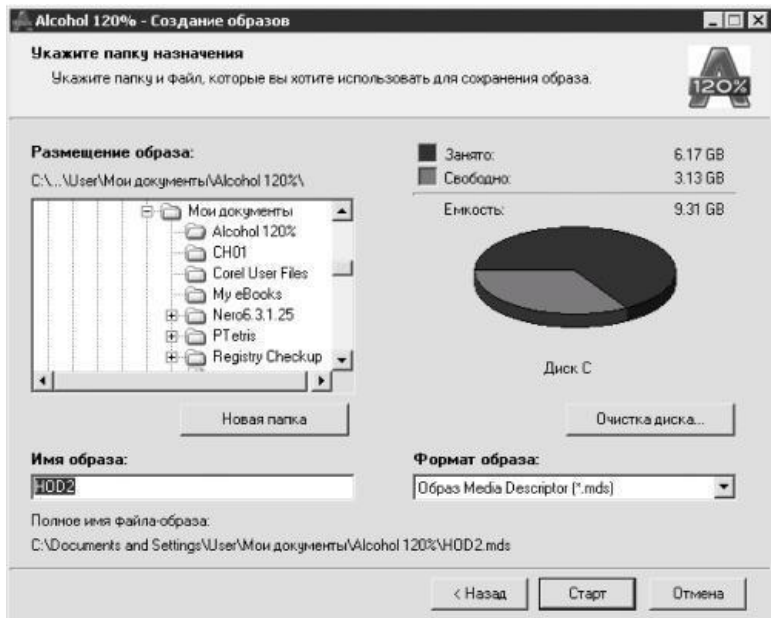 Alcohol 120% - Создание образов
Укажите папку назначения
Укажите папку и файл, которые вы хотите использовать для сохранения образа.
120%
Размещение образа:
C:\...\User\Мои документы\Alcohol 120%\
Мои документы
Alcohol 120%
CH01
Corel User Files
My eBooks
Nero6.3.1.25
PTetris
Registry Checkup
Новая папка
Занято: 6.17 GB
Свободно: 3.13 GB
Емкость: 9.31 GB
Диск C
Очистка диска...
Имя образа:
HOD2
Формат образа:
Образ Media Descriptor (*.mds)
Полное имя файла-образа:
C:\Documents and Settings\User\Мои документы\Alcohol 120%\HOD2.mds
< Назад Старт Отмена